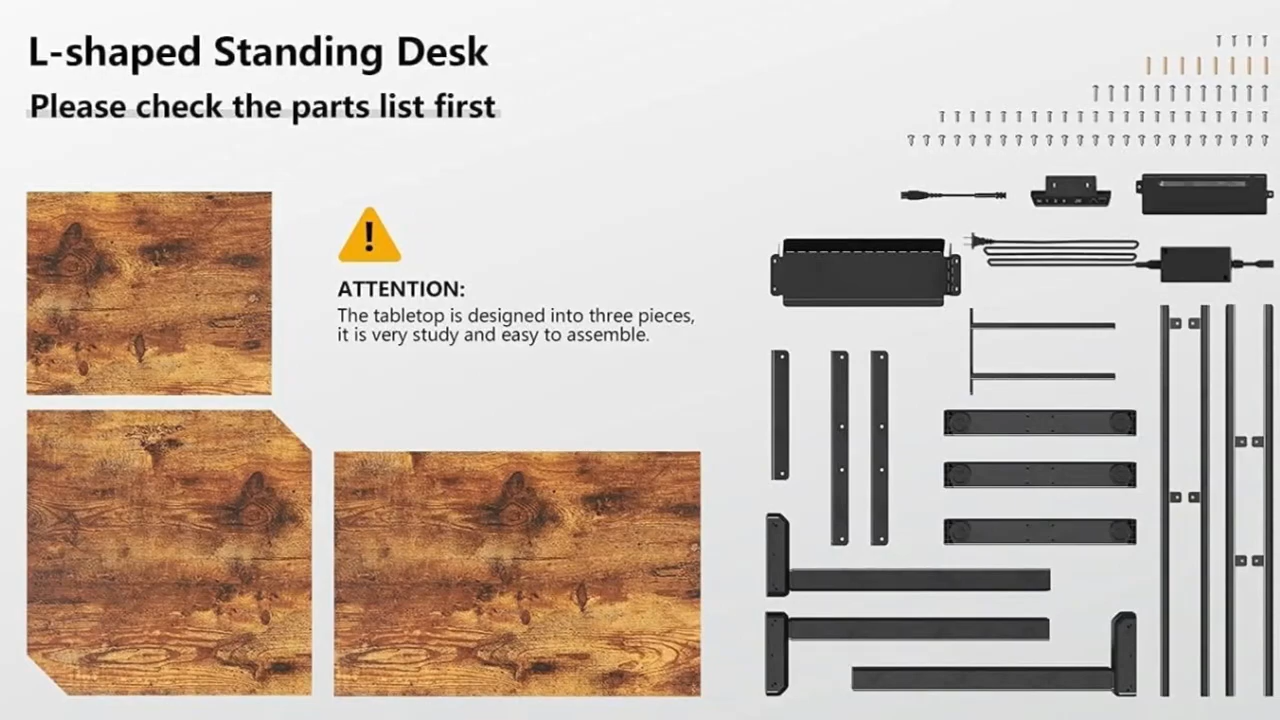 L-shaped Standing Desk
Please check the parts list first
ATTENTION:
The tabletop is designed into three pieces,
it is very study and easy to assemble.